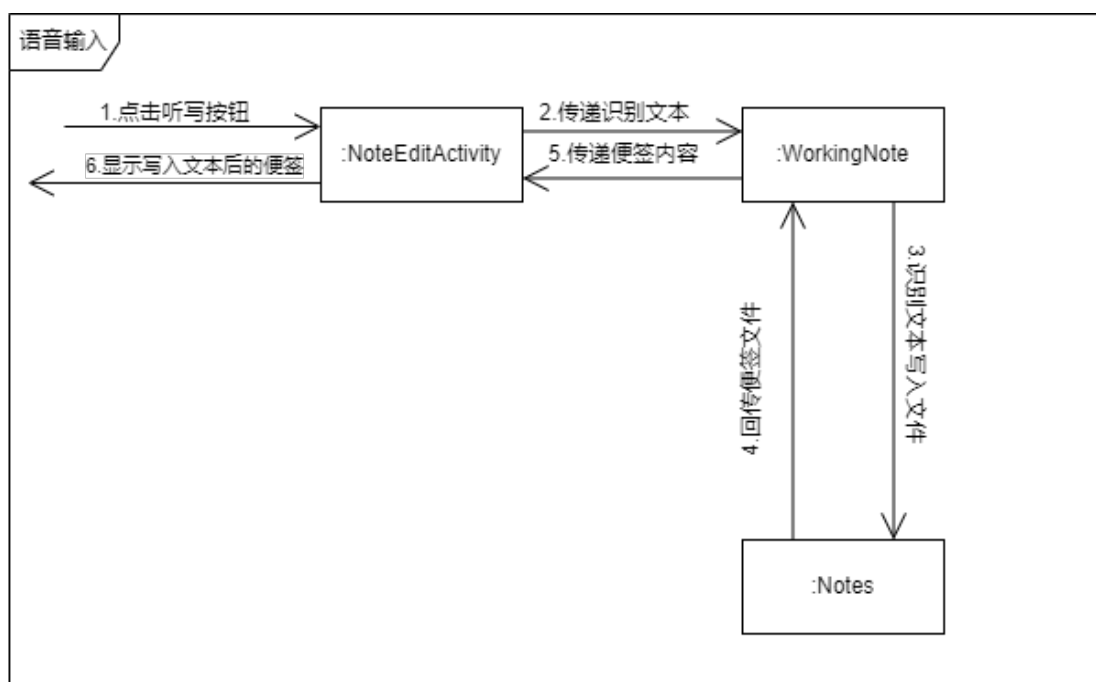 语音输入
1.点击听写按钮
2.传递识别文本
:NoteEditActivity
5.传递便签内容
:WorkingNote
6.显示写入文本后的便签
3.识别文本写入文件
4.回传便签文件
:Notes